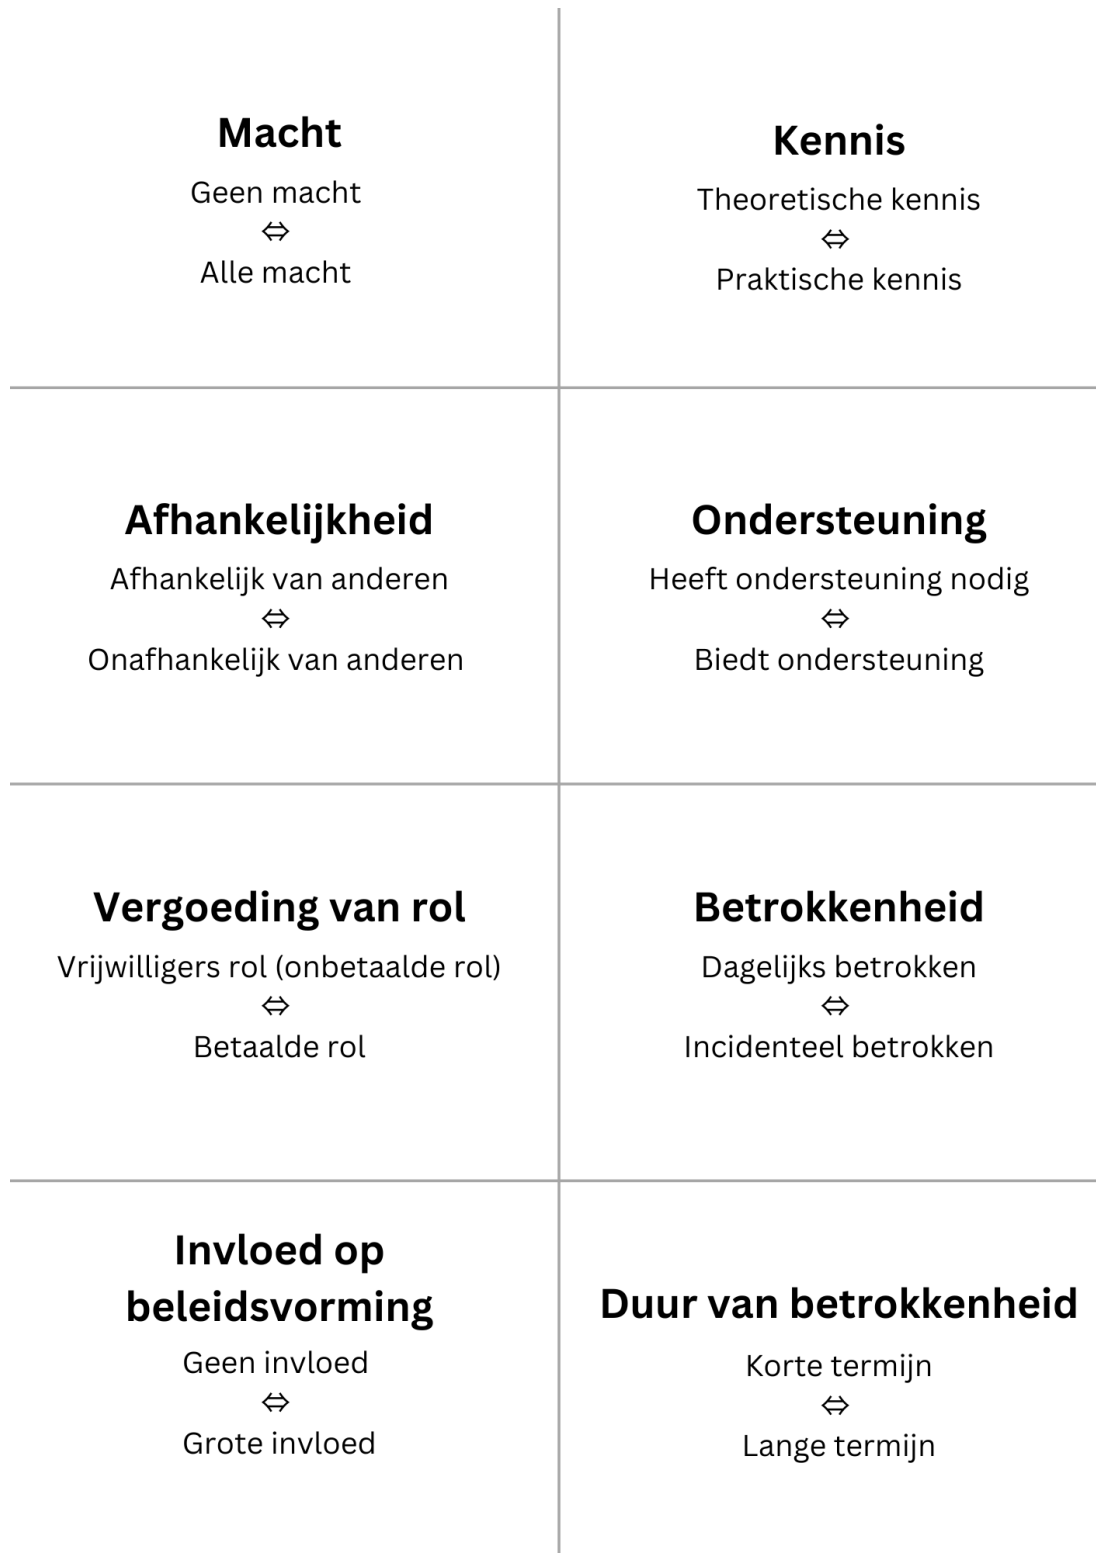 Macht
Geen macht
⇔
Alle macht
Kennis
Theoretische kennis
⇔
Praktische kennis
Afhankelijkheid
Afhankelijk van anderen
⇔
Onafhankelijk van anderen
Ondersteuning
Heeft ondersteuning nodig
⇔
Biedt ondersteuning
Vergoeding van rol
Vrijwilligers rol (onbetaalde rol)
⇔
Betaalde rol
Betrokkenheid
Dagelijks betrokken
⇔
Incidenteel betrokken
Invloed op
beleidsvorming
Geen invloed
⇔
Grote invloed
Duur van betrokkenheid
Korte termijn
⇔
Lange termijn